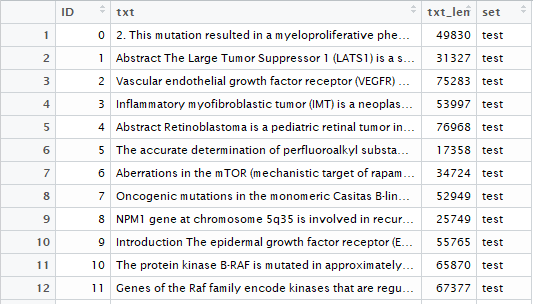 ID txt txt_len set
1 0 2. This mutation resulted in a myeloproliferative phe... 49830 test
2 1 Abstract The Large Tumor Suppressor 1 (LATS1) is a s... 31327 test
3 2 Vascular endothelial growth factor receptor (VEGFR) ... 75283 test
4 3 Inflammatory myofibroblastic tumor (IMT) is a neoplas... 53997 test
5 4 Abstract Retinoblastoma is a pediatric retinal tumor in... 76968 test
6 5 The accurate determination of perfluoroalkyl substa... 17358 test
7 6 Aberrations in the mTOR (mechanistic target of rapam... 34724 test
8 7 Oncogenic mutations in the monomeric Casitas B-lin... 52949 test
9 8 NPM1 gene at chromosome 5q35 is involved in recur... 25749 test
10 9 Introduction The epidermal growth factor receptor (E... 55765 test
11 10 The protein kinase B-RAF is mutated in approximately... 65870 test
12 11 Genes of the Raf family encode kinases that are regu... 67377 test